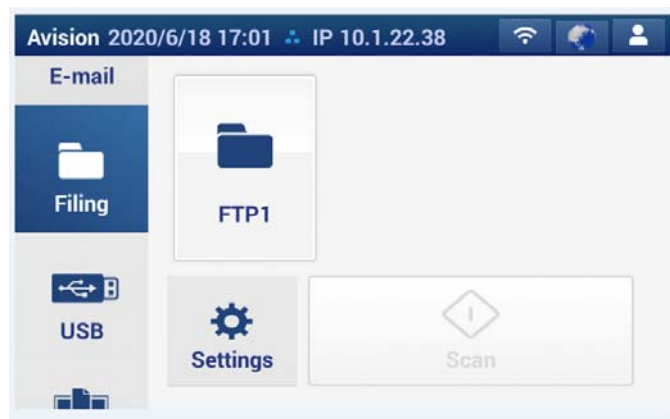 Avision 2020/6/18 17:01 IP 10.1.22.38
E-mail
Filing
FTP1
USB
Settings
Scan